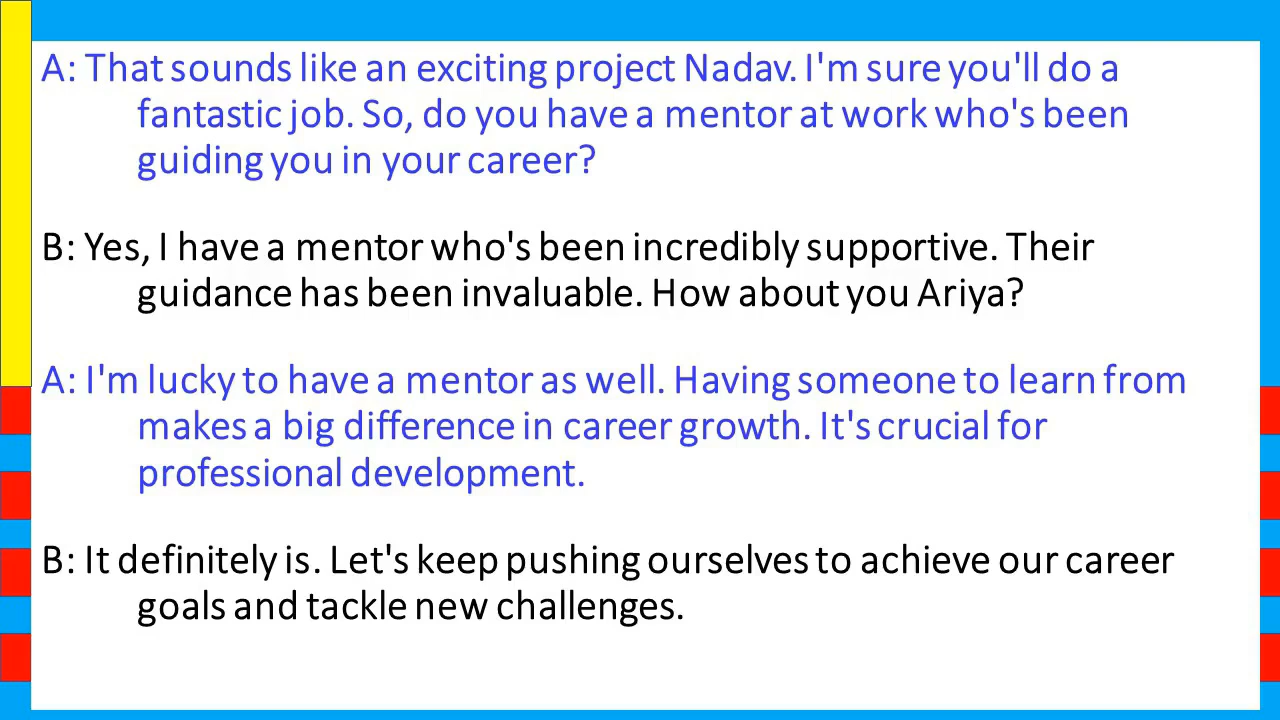 A: That sounds like an exciting project Nadav. I'm sure you'll do a
fantastic job. So, do you have a mentor at work who's been
guiding you in your career?
B: Yes, I have a mentor who's been incredibly supportive. Their
guidance has been invaluable. How about you Ariya?
A: I'm lucky to have a mentor as well. Having someone to learn from
makes a big difference in career growth. It's crucial for
professional development.
B: It definitely is. Let's keep pushing ourselves to achieve our career
goals and tackle new challenges.